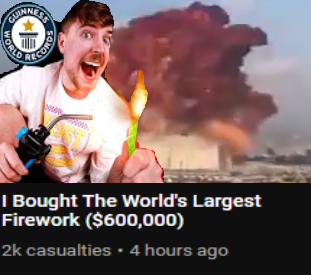 GUINNESS
WORLD RECORDS
I Bought The World's Largest
Firework ($600,000)
2k casualties • 4 hours ago